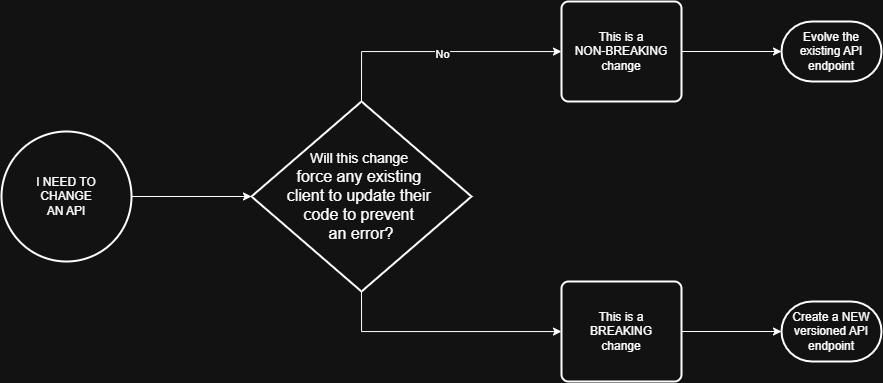 I NEED TO
CHANGE
AN API
Will this change
force any existing
client to update their
code to prevent
an error?
No
This is a
NON-BREAKING
change
Evolve the
existing API
endpoint
This is a
BREAKING
change
Create a NEW
versioned API
endpoint